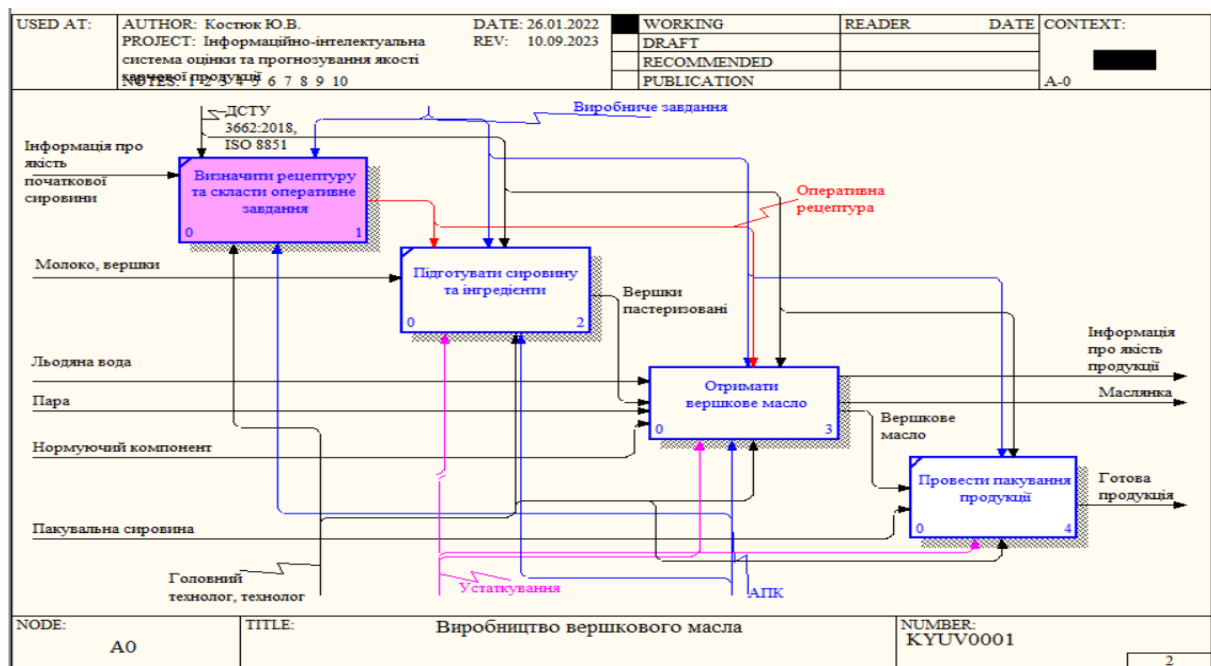 USED AT:
AUTHOR: Костюк Ю.В.
DATE: 26.01.2022
PROJECT: Інформаційно-інтелектуальна
REV: 10.09.2023
система оцінки та прогнозування якості
харчової продукції
NOTES: 1 2 3 4 5 6 7 8 9 10
WORKING
DRAFT
RECOMMENDED
PUBLICATION
READER
DATE
CONTEXT:
A-0
ДСТУ
3662:2018,
ISO 8851
Виробниче завдання
Інформація про
якість
початкової
сировини
Визначити рецептуру
та скласти оперативне
завдання
0
1
Оперативна
рецептура
Молоко, вершки
Підготувати сировину
та інгредієнти
0
2
Вершки
пастеризовані
Льодяна вода
Пара
Нормуючий компонент
Отримати
вершкове масло
0
3
Інформація
про якість
продукції
Маслянка
Вершкове
масло
Провести пакування
продукції
0
4
Готова
продукція
Пакувальна сировина
Головний
технолог, технолог
Устаткування
АПК
NODE:
A0
TITLE:
Виробництво вершкового масла
NUMBER:
KYUV0001
2